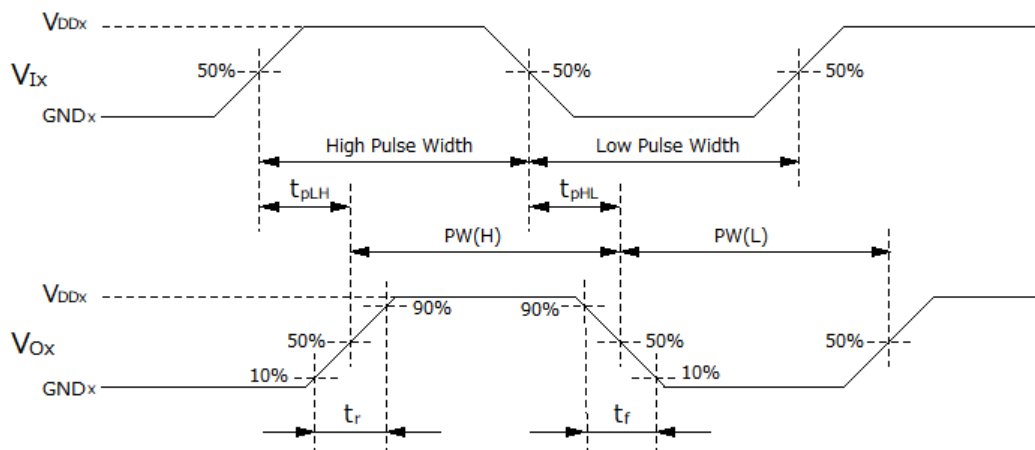 VDDx
VIx
50%
50%
50%
GNDx
High Pulse Width
Low Pulse Width
tpLH
tpHL
PW(H)
PW(L)
VDDx
90%
90%
VOx
50%
50%
50%
10%
10%
GNDx
tr
tf